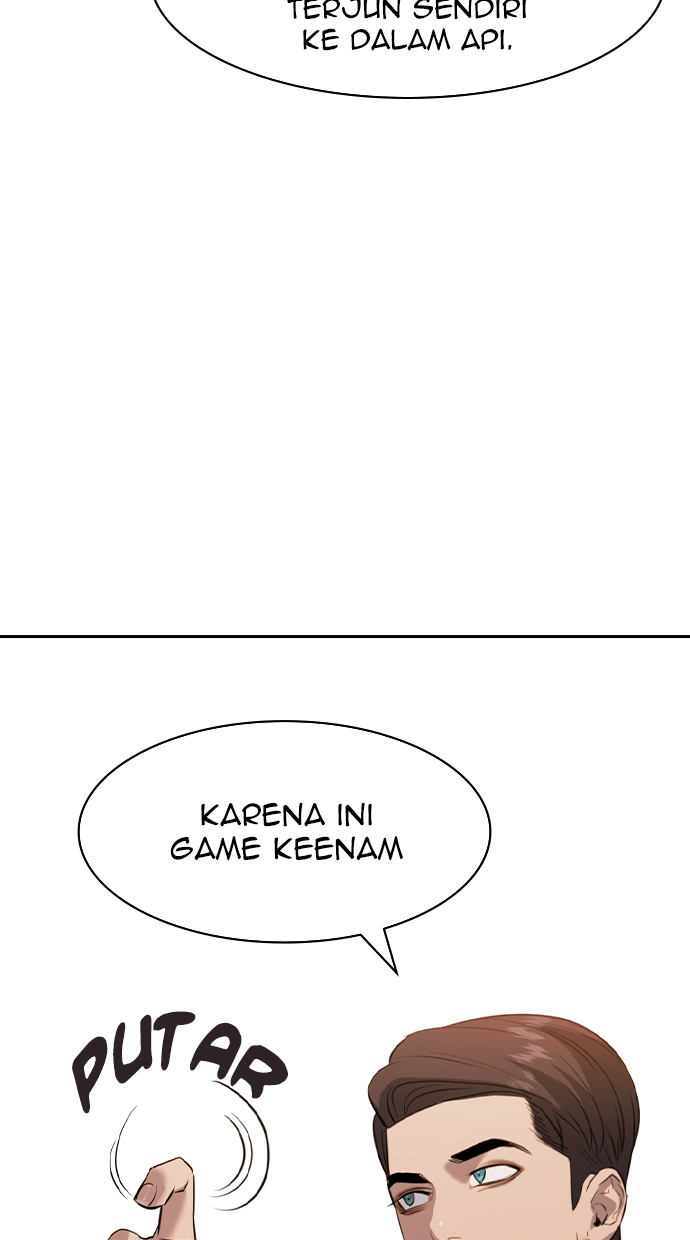 TERJUN SENDIRI
KE DALAM API.
KARENA INI
GAME KEENAM
PUTAR